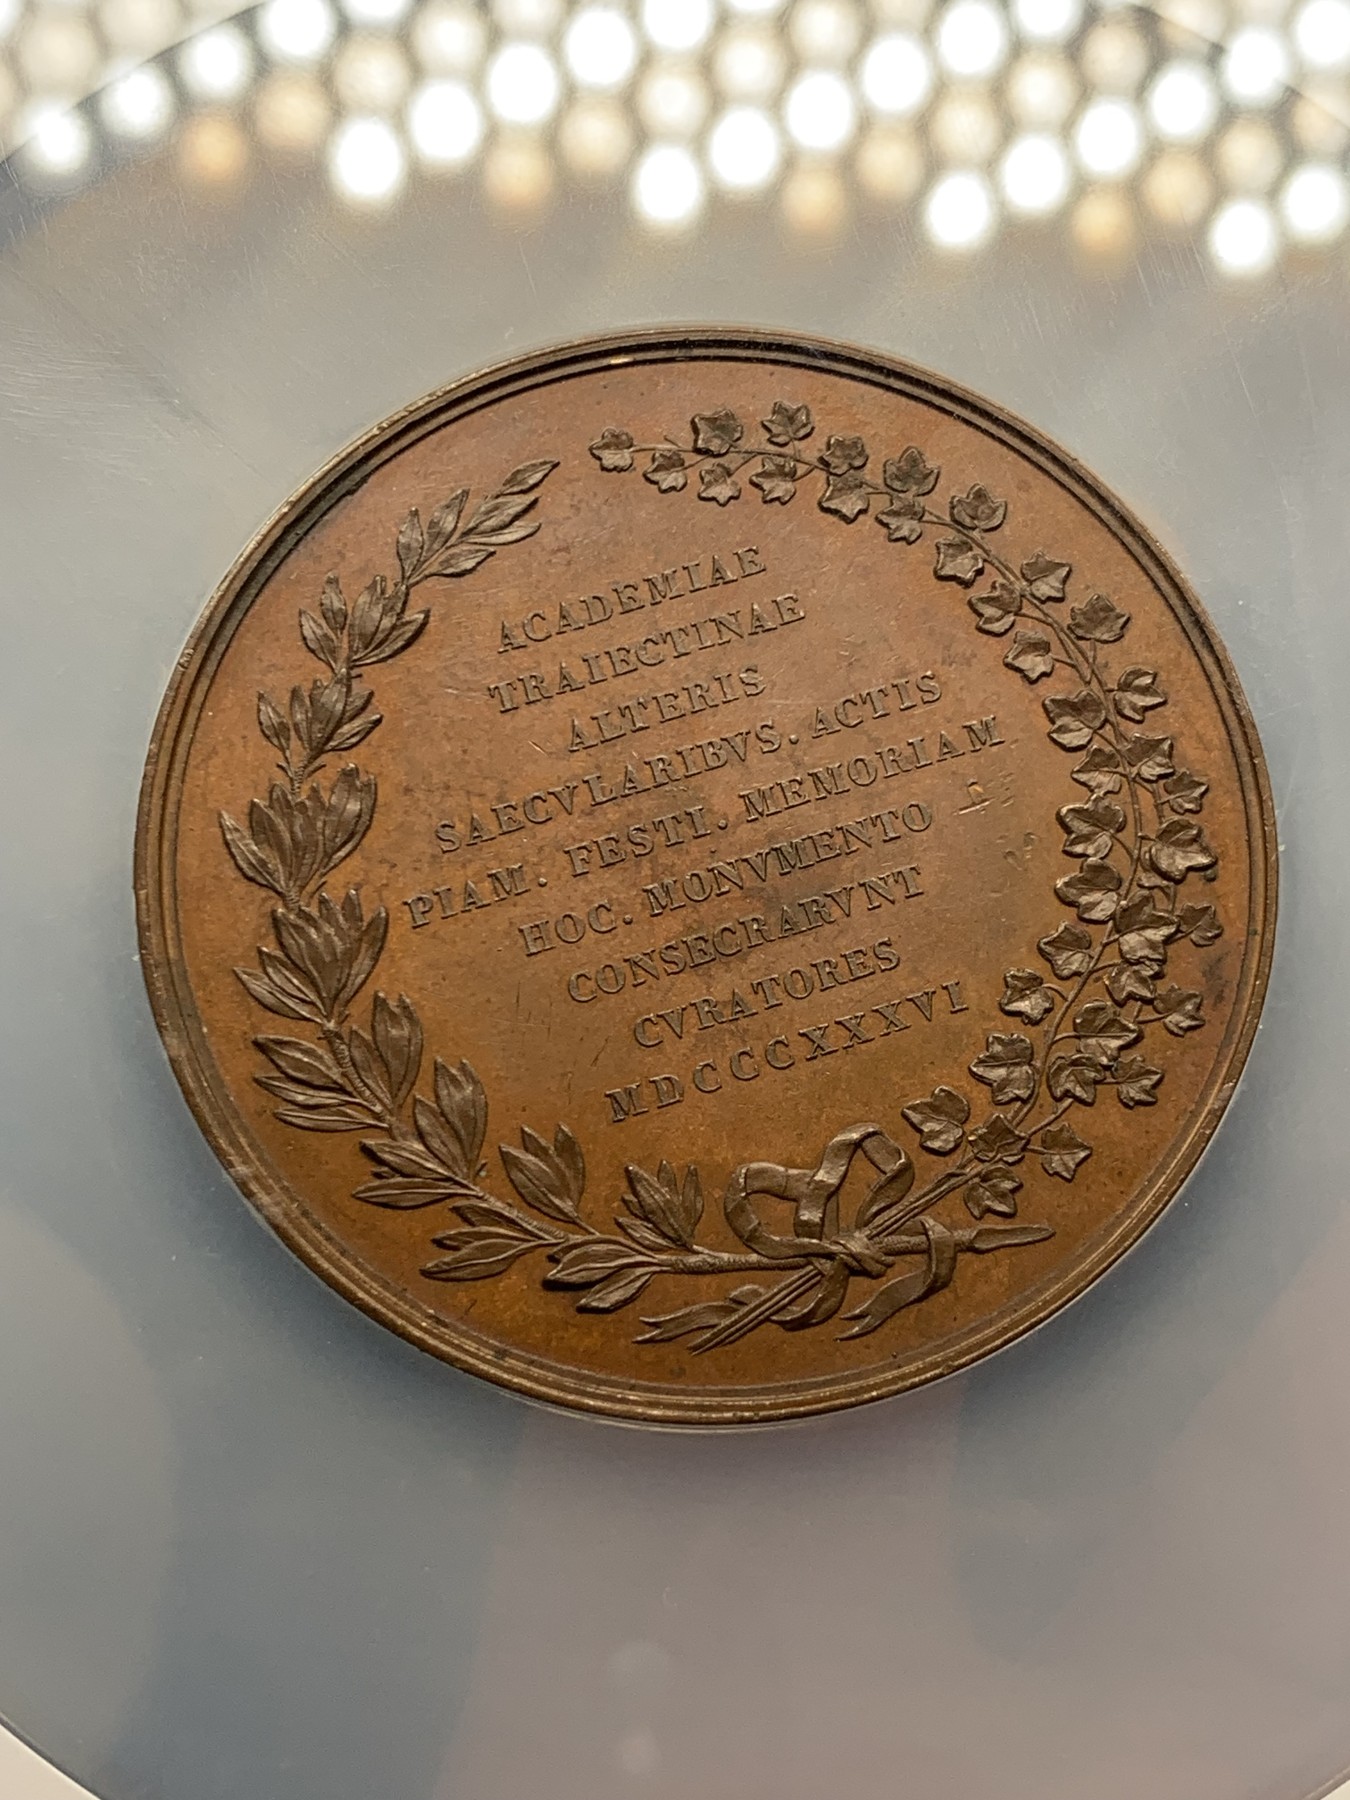 ACADEMIAE
TRAIECTINAE
ALTERIS
SAECVLARIBVS. ACTIS
PIAM. FESTI. MEMORIAM
HOC. MONVMENTO
CONSECRARVNT
CVRATORES
MDCCCXXXVI